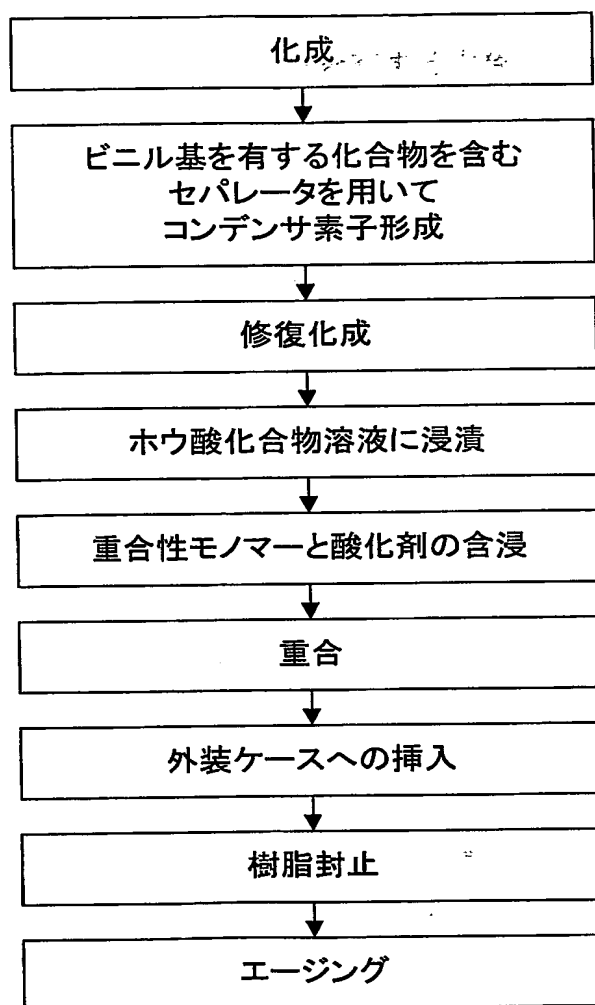 化成
ビニル基を有する化合物を含む
セパレータを用いて
コンデンサ素子形成
修復化成
ホウ酸化合物溶液に浸漬
重合性モノマーと酸化剤の含浸
重合
外装ケースへの挿入
樹脂封止
エージング